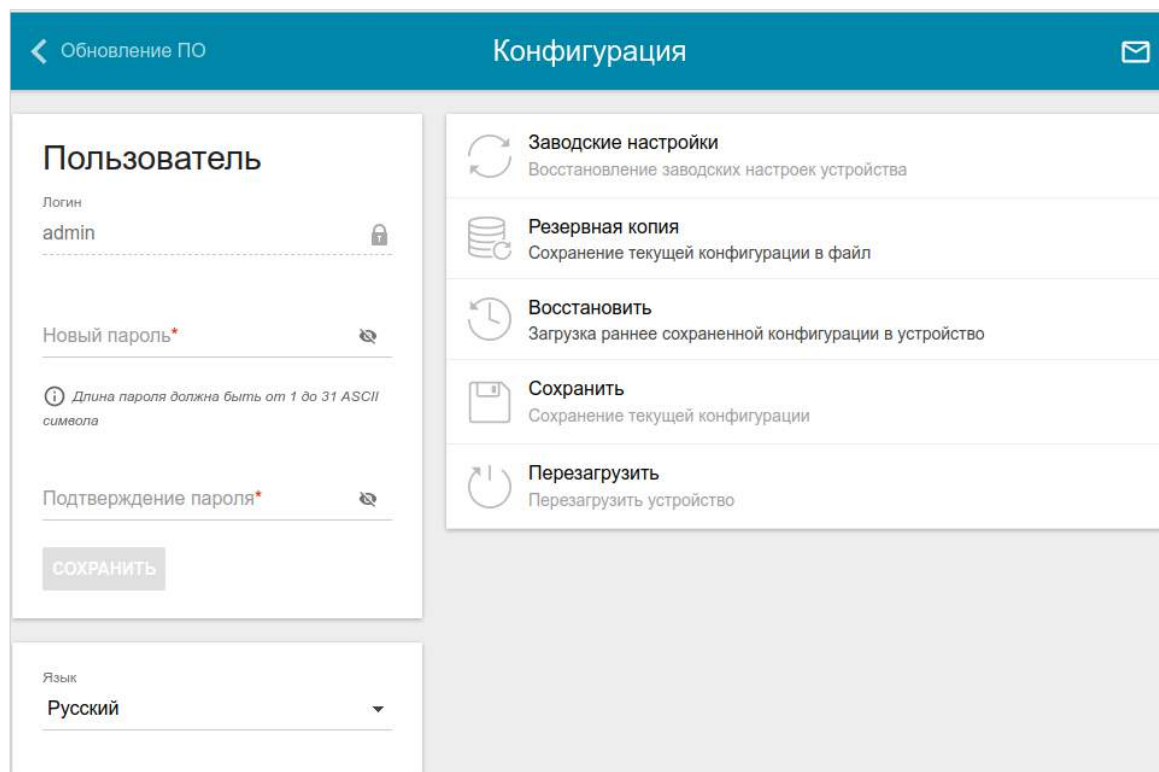 Обновление ПО
Конфигурация
Пользователь
Логин
admin
Новый пароль*
Длина пароля должна быть от 1 до 31 ASCII
символа
Подтверждение пароля*
СОХРАНИТЬ
Язык
Русский
Заводские настройки
Восстановление заводских настроек устройства
Резервная копия
Сохранение текущей конфигурации в файл
Восстановить
Загрузка раннее сохраненной конфигурации в устройство
Сохранить
Сохранение текущей конфигурации
Перезагрузить
Перезагрузить устройство